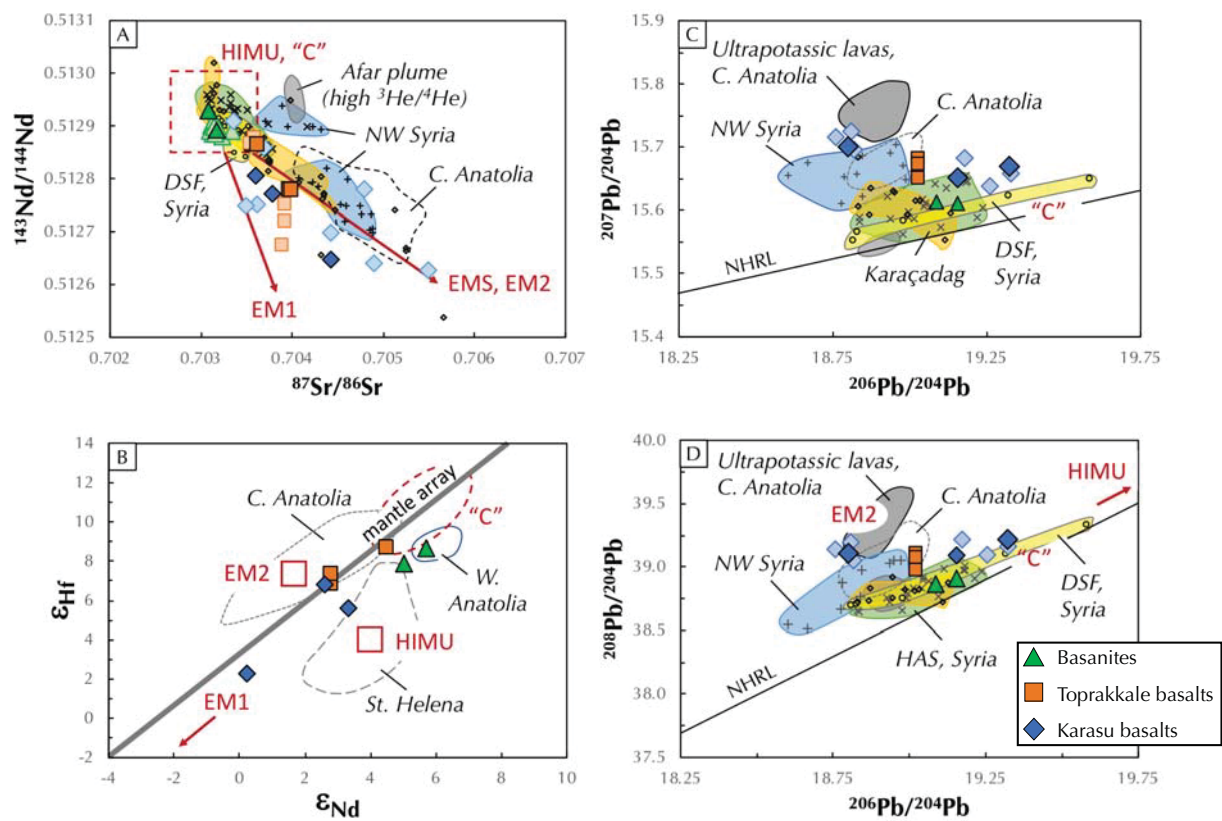 A
0.5131
0.5130
0.5129
0.5128
0.5127
0.5126
0.5125
¹⁴³Nd/¹⁴⁴Nd
HIMU, “C”
Afar plume
(high ³He/⁴He)
NW Syria
DSF,
Syria
C. Anatolia
EM1
EMS, EM2
0.702
0.703
0.704
0.705
0.706
0.707
⁸⁷Sr/⁸⁶Sr
C
15.9
15.8
15.7
15.6
15.5
15.4
²⁰⁷Pb/²⁰⁴Pb
Ultrapotassic lavas,
C. Anatolia
C. Anatolia
NW Syria
“C”
NHRL
Karaçadag
DSF,
Syria
18.25
18.75
19.25
19.75
²⁰⁶Pb/²⁰⁴Pb
B
14
12
10
8
6
4
2
0
-2
εHf
C. Anatolia
mantle array
“C”
EM2
W.
Anatolia
HIMU
EM1
St. Helena
-4
-2
0
2
4
6
8
10
εNd
D
40.0
39.5
39.0
38.5
38.0
37.5
²⁰⁸Pb/²⁰⁴Pb
Ultrapotassic lavas,
C. Anatolia
HIMU
EM2
C. Anatolia
NW Syria
“C”
DSF,
Syria
HAS, Syria
NHRL
Basanites
Toprakkale basalts
Karasu basalts
18.25
18.75
19.25
19.75
²⁰⁶Pb/²⁰⁴Pb